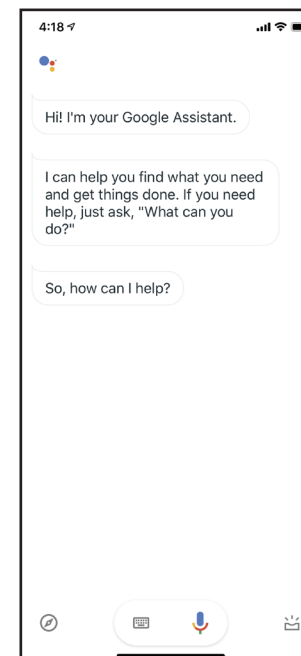 4:18
Hi! I'm your Google Assistant.
I can help you find what you need
and get things done. If you need
help, just ask, "What can you
do?"
So, how can I help?